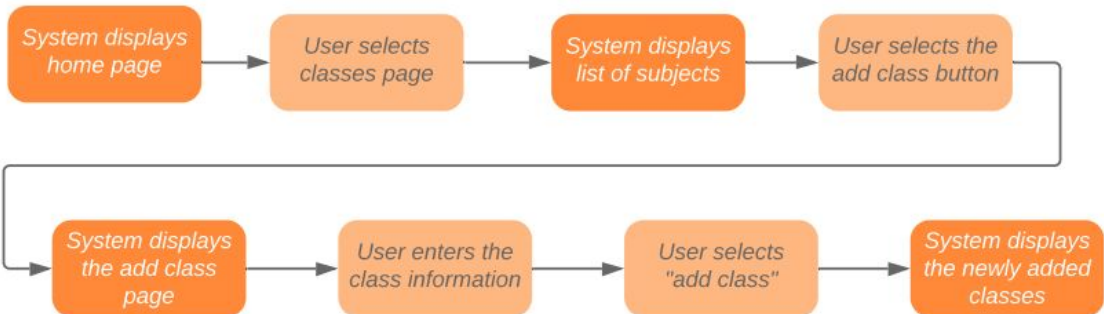 System displays
home page
User selects
classes page
System displays
list of subjects
User selects the
add class button
System displays
the add class
page
User enters the
class information
User selects
"add class"
System displays
the newly added
classes